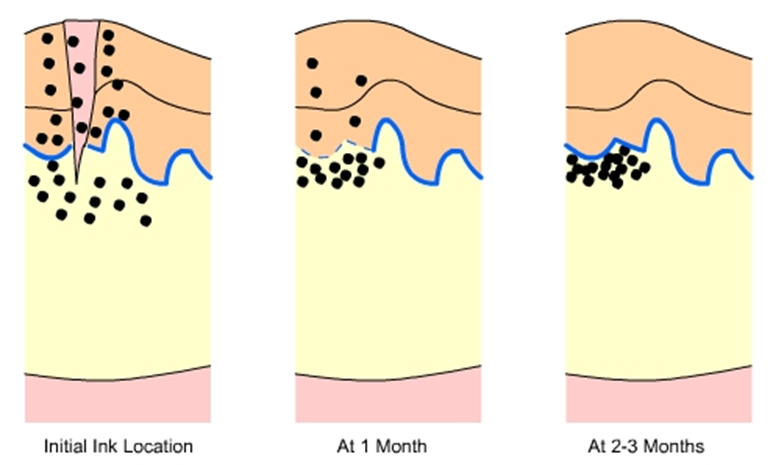 Initial Ink Location
At 1 Month
At 2-3 Months